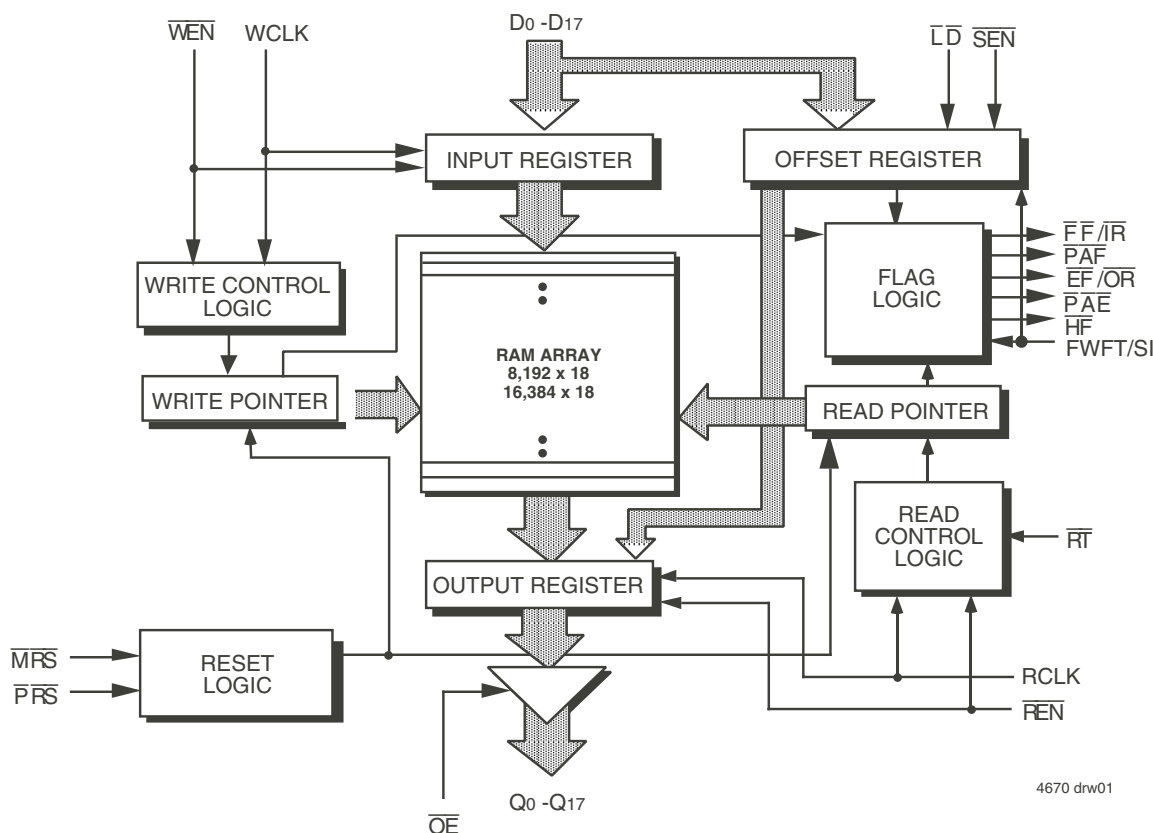 WEN WCLK D0 -D17 LD SEN
INPUT REGISTER
OFFSET REGISTER
WRITE CONTROL
LOGIC
FLAG
LOGIC
FF/IR
PAF
EF/OR
PAE
HF
FWFT/SI
RAM ARRAY
8,192 x 18
16,384 x 18
WRITE POINTER
READ POINTER
READ
CONTROL
LOGIC
RT
OUTPUT REGISTER
MRS
PRS
RESET
LOGIC
RCLK
REN
OE
Q0 -Q17
4670 drw01